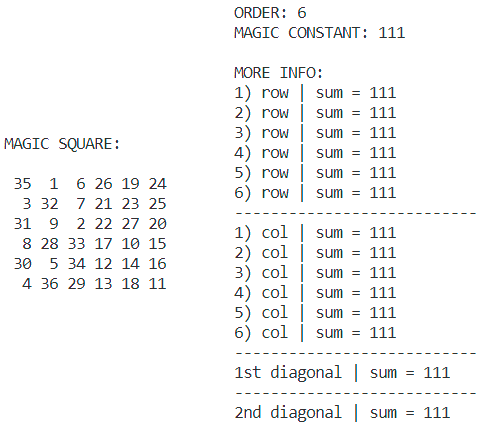 MAGIC SQUARE:
35 1 6 26 19 24
3 32 7 21 23 25
31 9 2 22 27 20
8 28 33 17 10 15
30 5 34 12 14 16
4 36 29 13 18 11
ORDER: 6
MAGIC CONSTANT: 111
MORE INFO:
1) row | sum = 111
2) row | sum = 111
3) row | sum = 111
4) row | sum = 111
5) row | sum = 111
6) row | sum = 111
---------------------------
1) col | sum = 111
2) col | sum = 111
3) col | sum = 111
4) col | sum = 111
5) col | sum = 111
6) col | sum = 111
---------------------------
1st diagonal | sum = 111
---------------------------
2nd diagonal | sum = 111